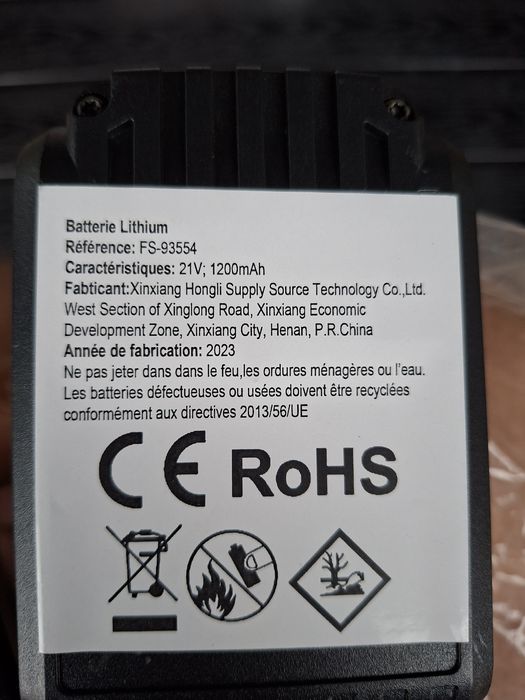 Batterie Lithium
Référence: FS-93554
Caractéristiques: 21V; 1200mAh
Fabticant:Xinxiang Hongli Supply Source Technology Co.,Ltd.
West Section of Xinglong Road, Xinxiang Economic
Development Zone, Xinxiang City, Henan, P.R.China
Année de fabrication: 2023
Ne pas jeter dans dans le feu,les ordures ménagères ou l'eau.
Les batteries défectueuses ou usées doivent être recyclées
conformément aux directives 2013/56/UE
CE RoHS